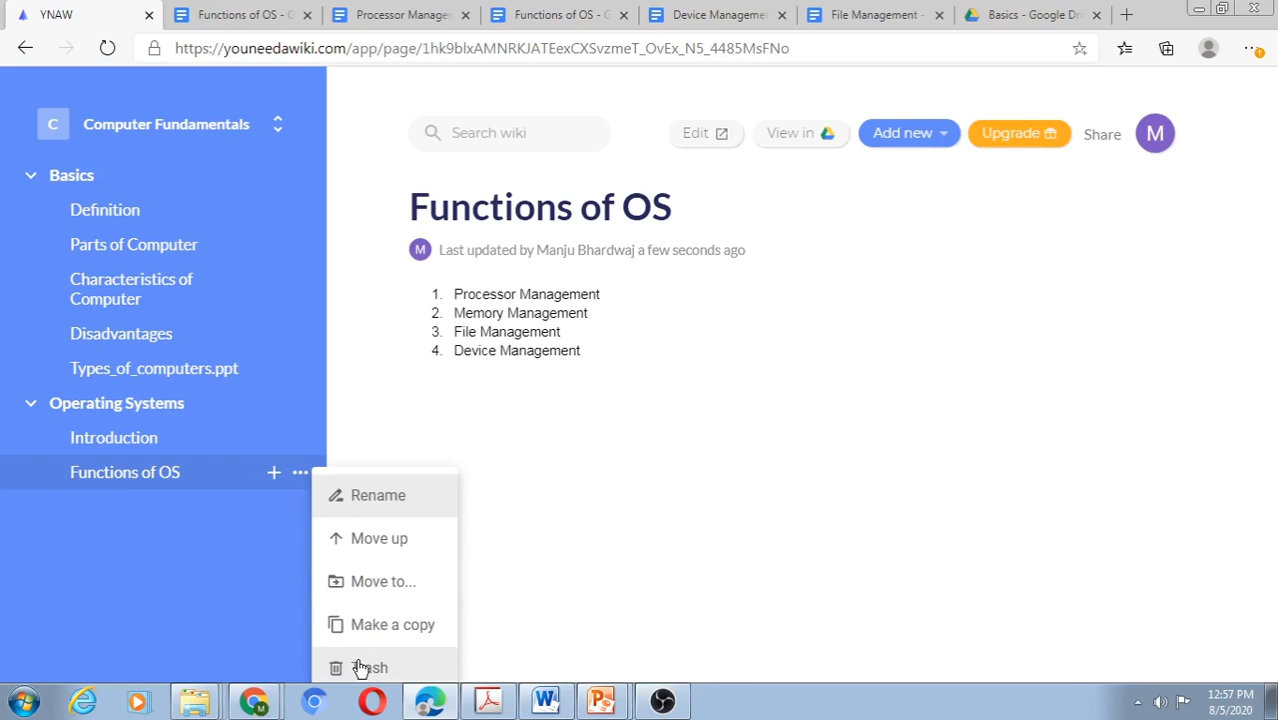 YNAW
Functions of OS - G
Processor Manage
Functions of OS - G
Device Manageme
File Management -
Basics - Google Dr
https://youneedawiki.com/app/page/1hk9blxAMNRKJATEexCXSvzmeT_OvEx_N5_4485MsFNo
C Computer Fundamentals
Search wiki
Edit
View in
Add new
Upgrade
Share
M
Basics
Definition
Parts of Computer
Characteristics of
Computer
Disadvantages
Types_of_computers.ppt
Operating Systems
Introduction
Functions of OS
Functions of OS
M Last updated by Manju Bhardwaj a few seconds ago
1. Processor Management
2. Memory Management
3. File Management
4. Device Management
Rename
Move up
Move to...
Make a copy
Trash
12:57 PM
8/5/2020